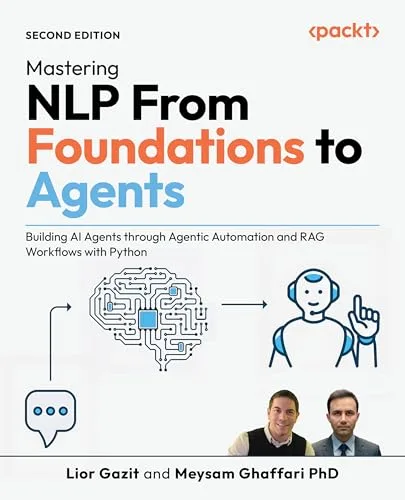 SECOND EDITION
<packt>
Mastering
NLP From
Foundations to
Agents
Building AI Agents through Agentic Automation and RAG
Workflows with Python
Lior Gazit and Meysam Ghaffari PhD